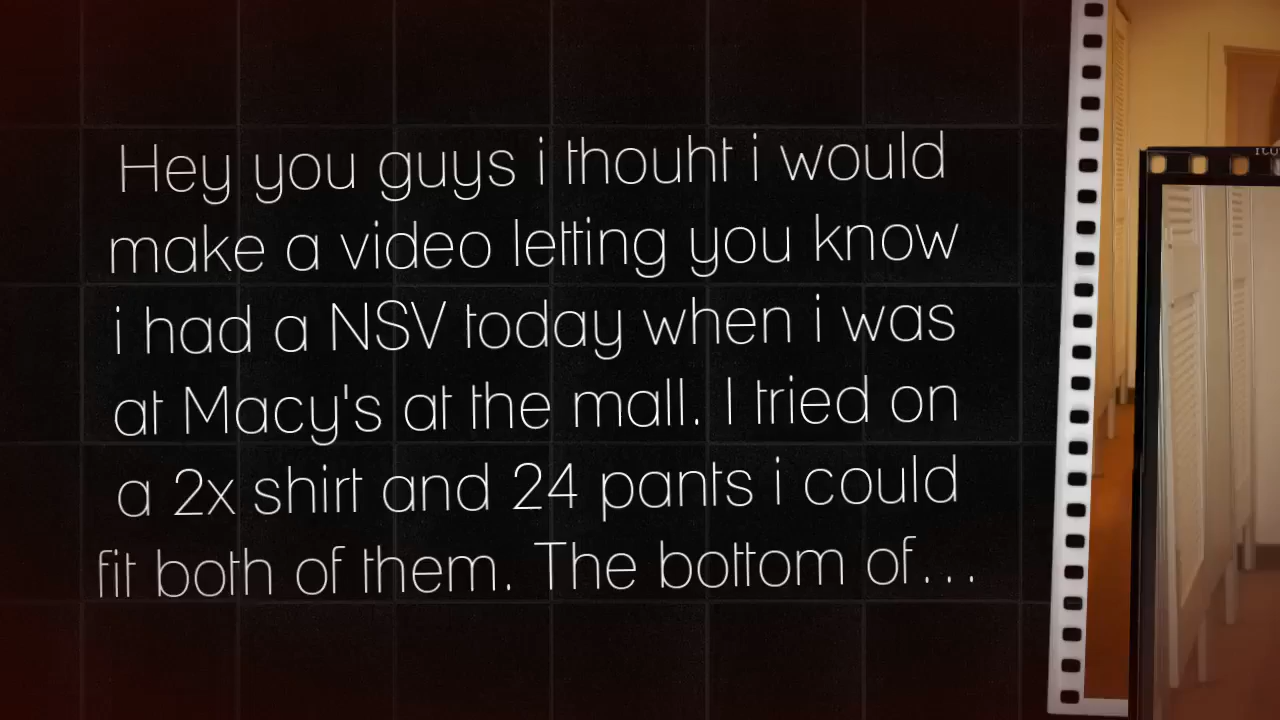 Hey you guys i thouht i would
make a video letting you know
i had a NSV today when i was
at Macy's at the mall. I tried on
a 2x shirt and 24 pants i could
fit both of them. The bottom of...